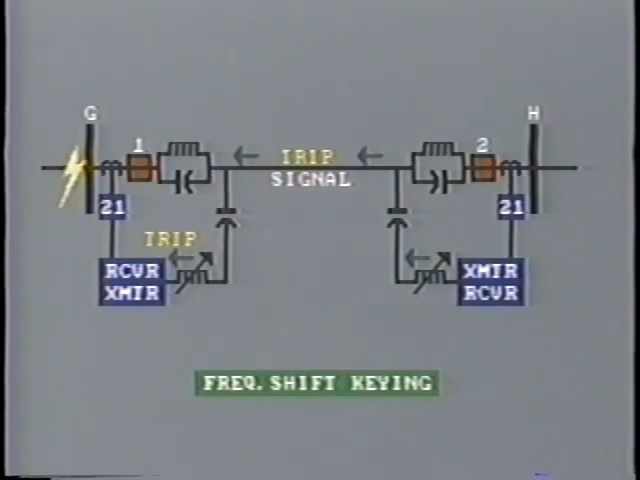 G
H
1
2
TRIP
SIGNAL
21
21
TRIP
RCVR
XMTR
XMTR
RCVR
FREQ. SHIFT KEYING